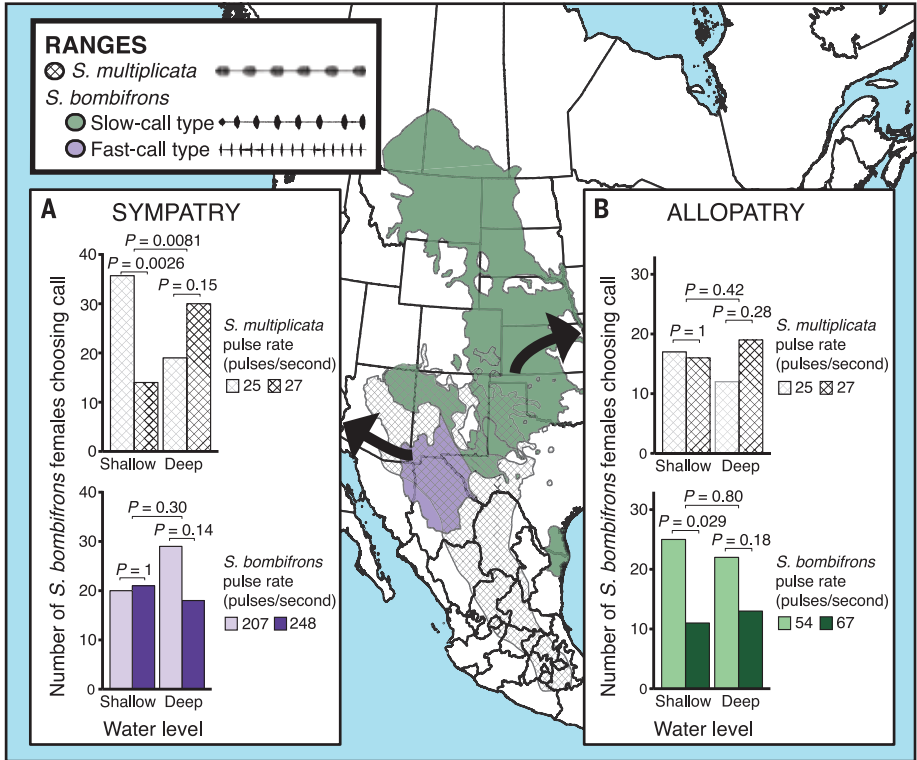 RANGES
S. multiplicata
S. bombifrons
Slow-call type
Fast-call type
A
SYMPATRY
Number of S. bombifrons females choosing call
P = 0.0081
P = 0.0026
P = 0.15
40
30
20
10
0
Shallow
Deep
S. multiplicata
pulse rate
(pulses/second)
25 27
P = 0.30
P = 0.14
P = 1
40
30
20
10
0
Shallow
Deep
Water level
S. bombifrons
pulse rate
(pulses/second)
207 248
B
ALLOPATRY
Number of S. bombifrons females choosing call
P = 0.42
P = 0.28
P = 1
30
20
10
0
Shallow
Deep
S. multiplicata
pulse rate
(pulses/second)
25 27
P = 0.80
P = 0.029
P = 0.18
30
20
10
0
Shallow
Deep
Water level
S. bombifrons
pulse rate
(pulses/second)
54 67